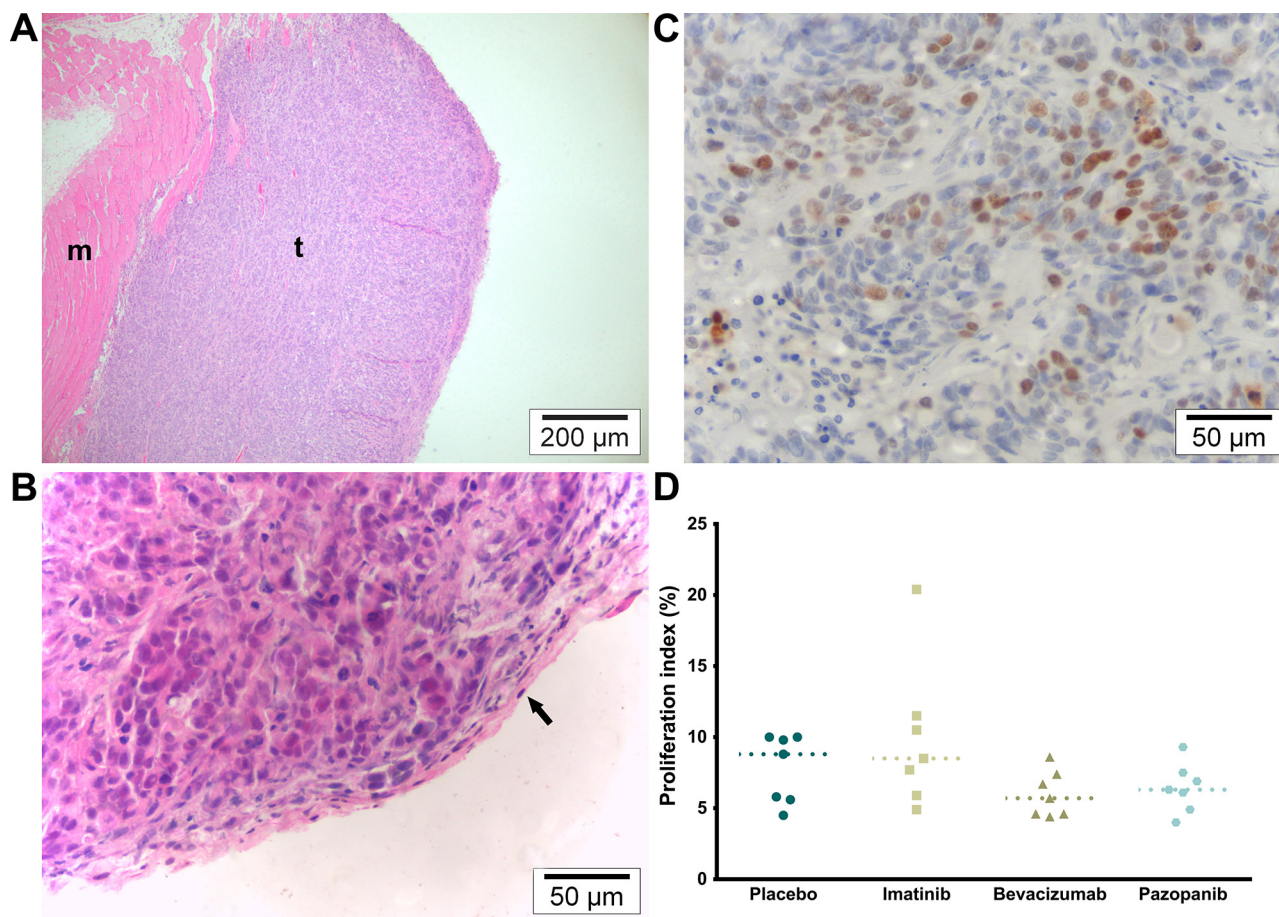 A
m
t
200 µm
B
50 µm
C
50 µm
D
Proliferation index (%)
25
20
15
10
5
0
Placebo
Imatinib
Bevacizumab
Pazopanib